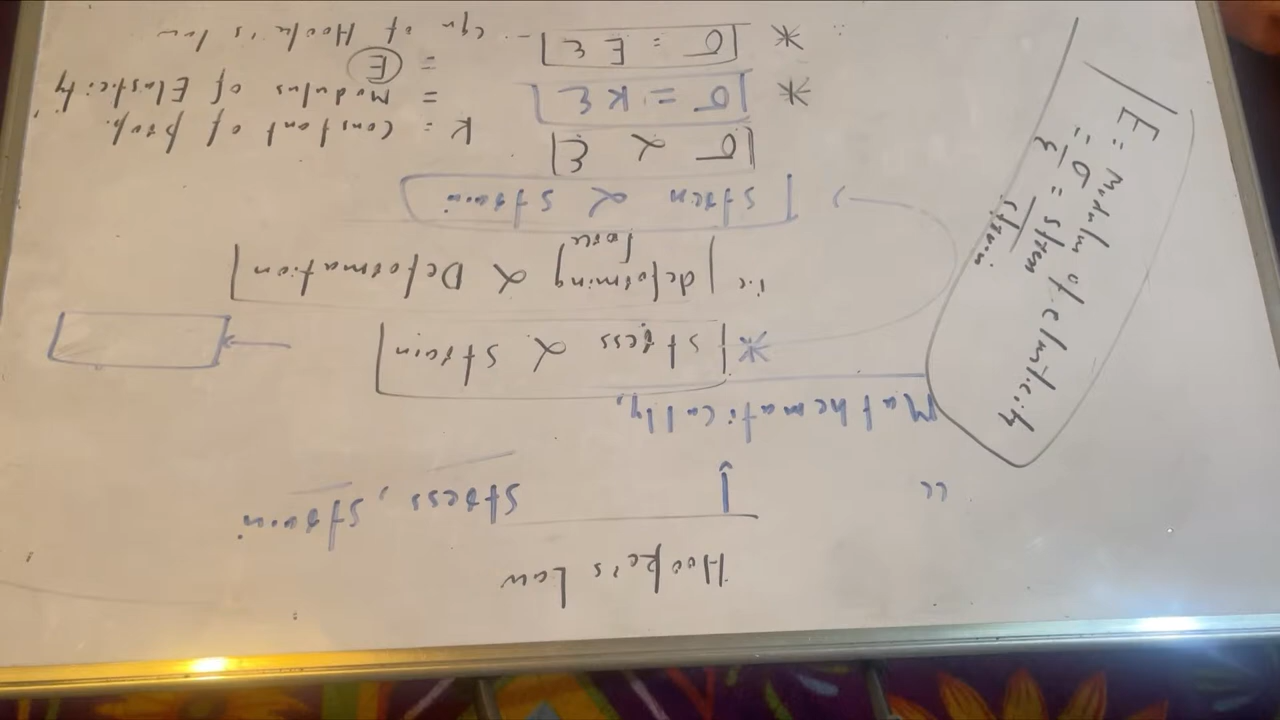 Hooke's Law
Stress, Strain
"
Mathematically,
* stress ∝ strain
i.e deforming force ∝ Deformation
stress ∝ strain
σ ∝ ε K = Constant of prop.
* σ = K ε = Modulus of Elasticity
= E
* σ = E ε - eqn of Hooke's law
E = Modulus of elasticity
= σ/ε = stress/strain